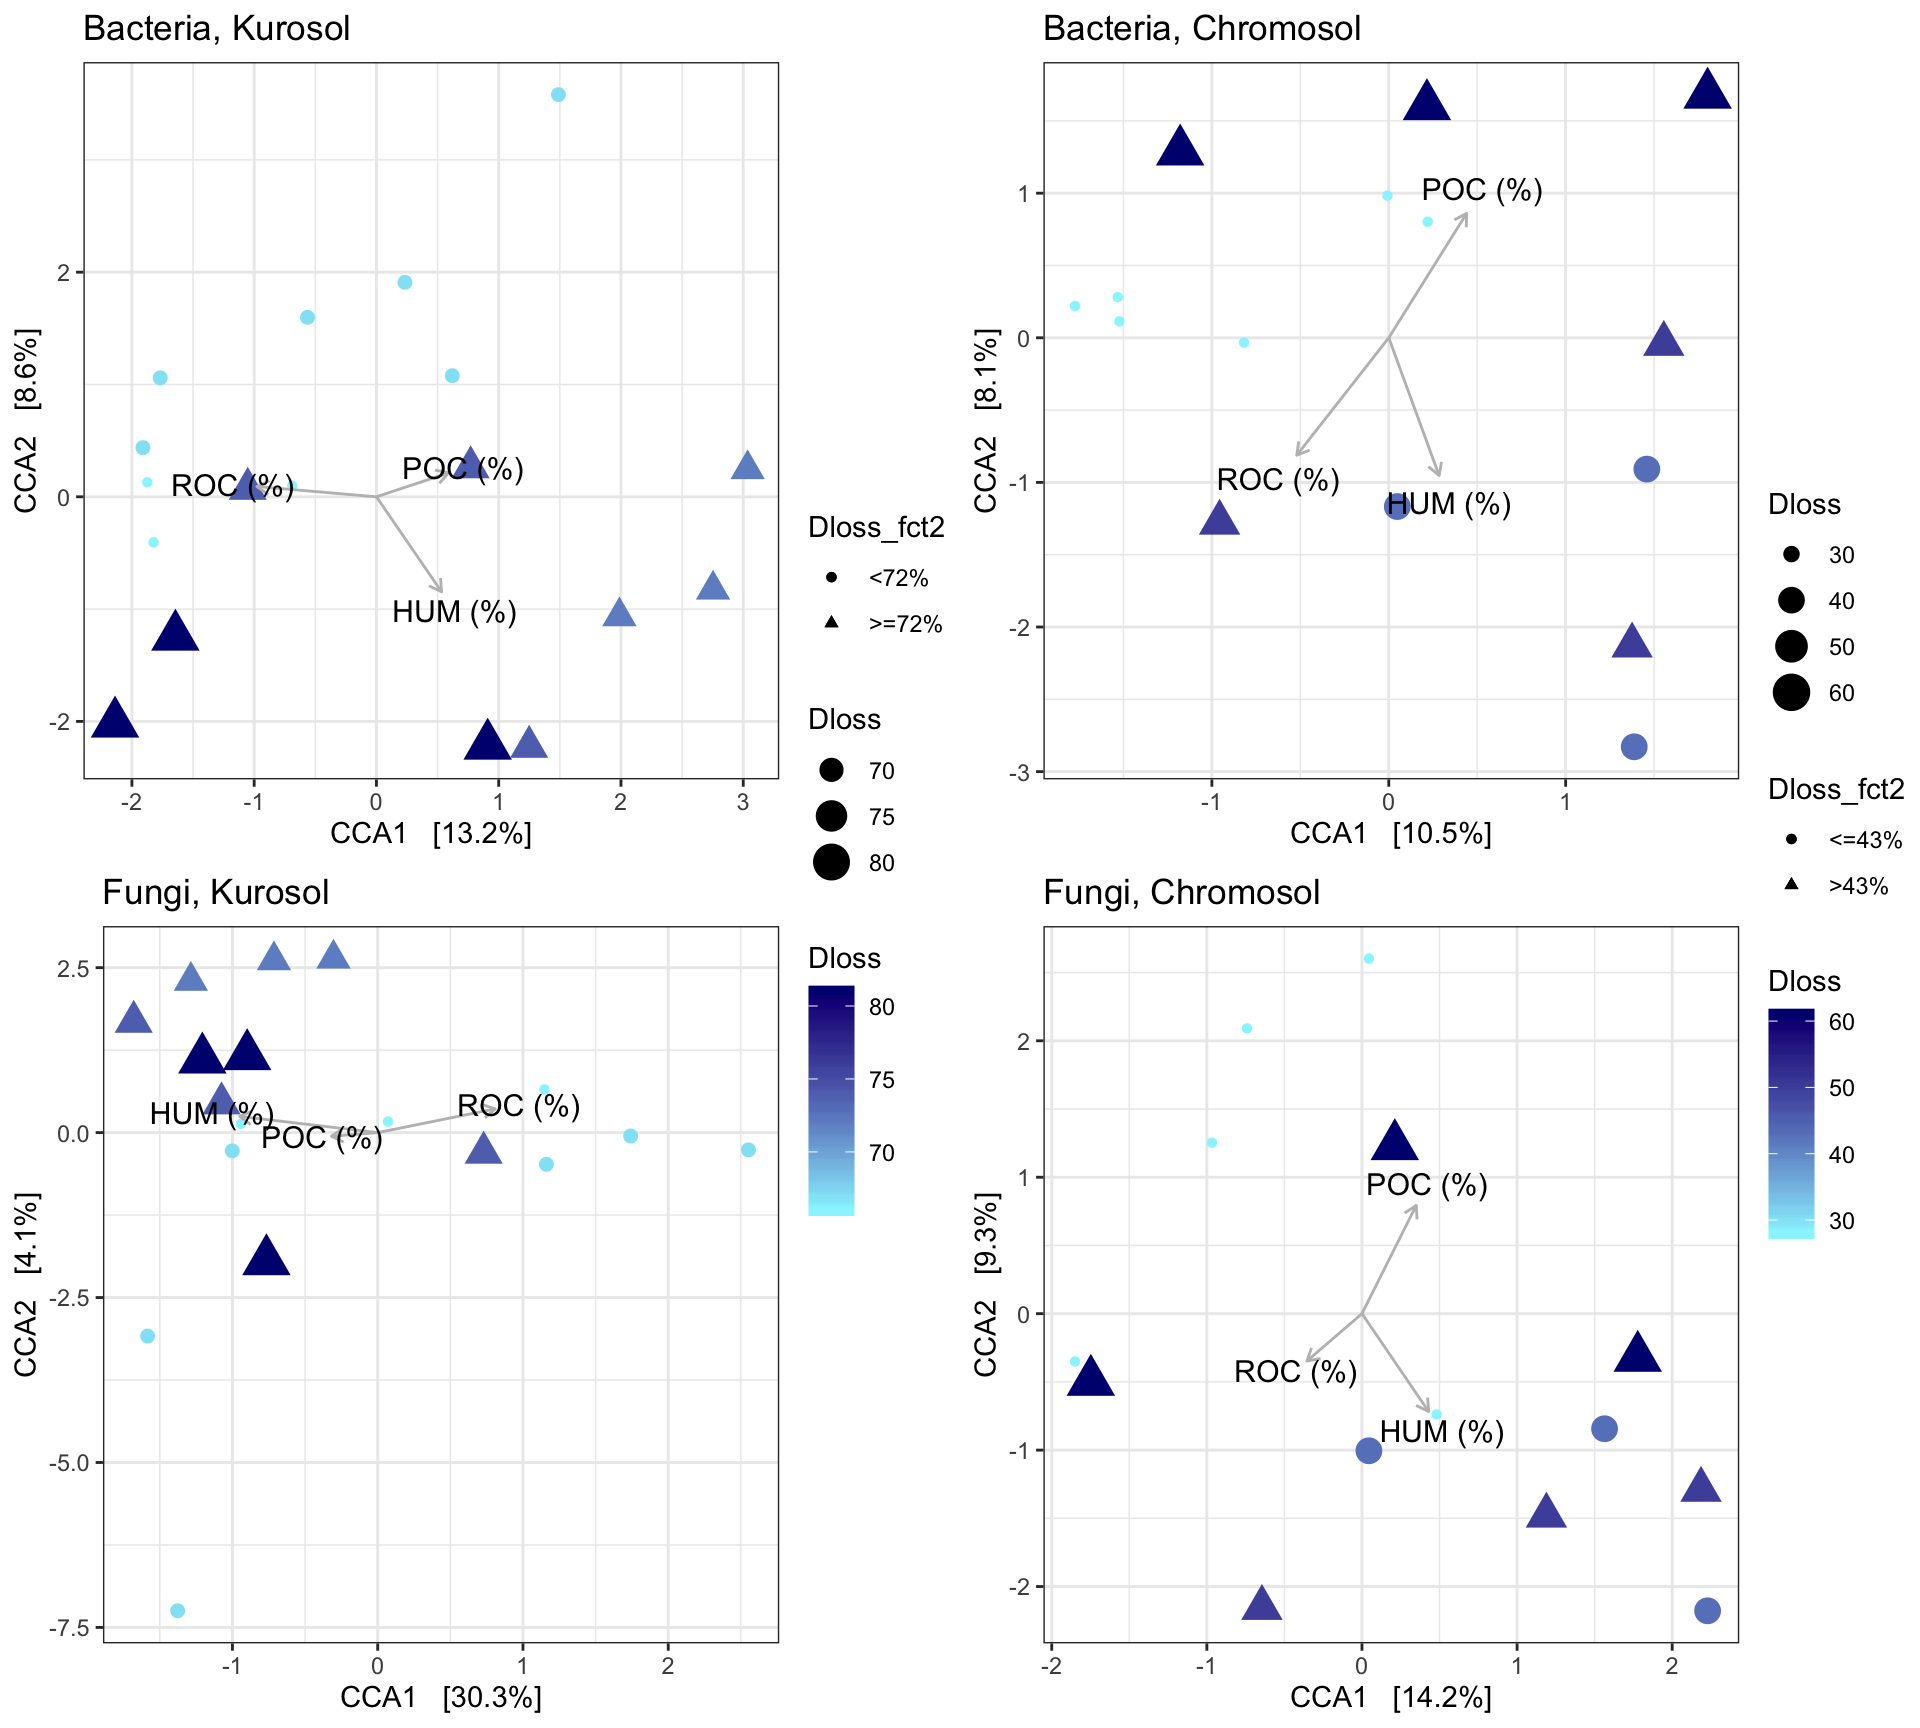 Bacteria, Kurosol
CCA2 [8.6%]
2
0
-2
ROC (%)
POC (%)
HUM (%)
-2 -1 0 1 2 3
CCA1 [13.2%]
Dloss_fct2
<72%
>=72%
Dloss
70
75
80
Bacteria, Chromosol
CCA2 [8.1%]
1
0
-1
-2
-3
POC (%)
ROC (%)
HUM (%)
-1 0 1
CCA1 [10.5%]
Dloss
30
40
50
60
Dloss_fct2
<=43%
>43%
Fungi, Kurosol
CCA2 [4.1%]
2.5
0.0
-2.5
-5.0
-7.5
HUM (%)
POC (%)
ROC (%)
-1 0 1 2
CCA1 [30.3%]
Dloss
80
75
70
Fungi, Chromosol
CCA2 [9.3%]
2
1
0
-1
-2
POC (%)
ROC (%)
HUM (%)
-2 -1 0 1 2
CCA1 [14.2%]
Dloss
60
50
40
30